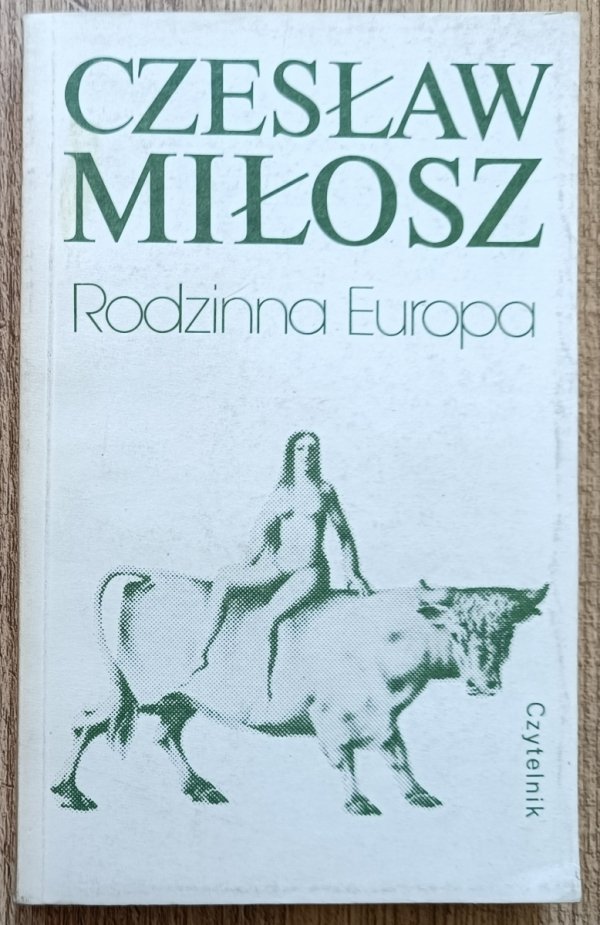 CZESŁAW
MIŁOSZ
Rodzinna Europa
Czytelnik